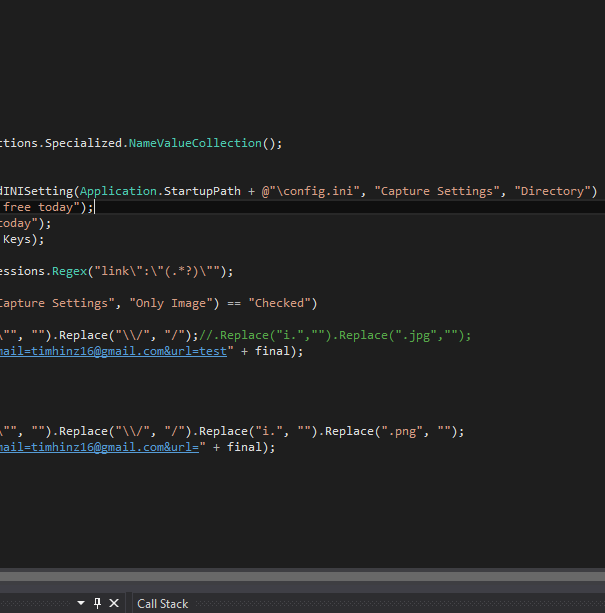 ctions.Specialized.NameValueCollection();
dINISetting(Application.StartupPath + @"\config.ini", "Capture Settings", "Directory")
free today");
today");
Keys);
essions.Regex("link\":\"(.*?)\"");
Capture Settings", "Only Image") == "Checked")
\"", "").Replace("\\/", "/");//.Replace("i.","").Replace(".jpg","");
mail=timhinz16@gmail.com&url=test" + final);
\"", "").Replace("\\/", "/").Replace("i.", "").Replace(".png", "");
mail=timhinz16@gmail.com&url=" + final);
Call Stack